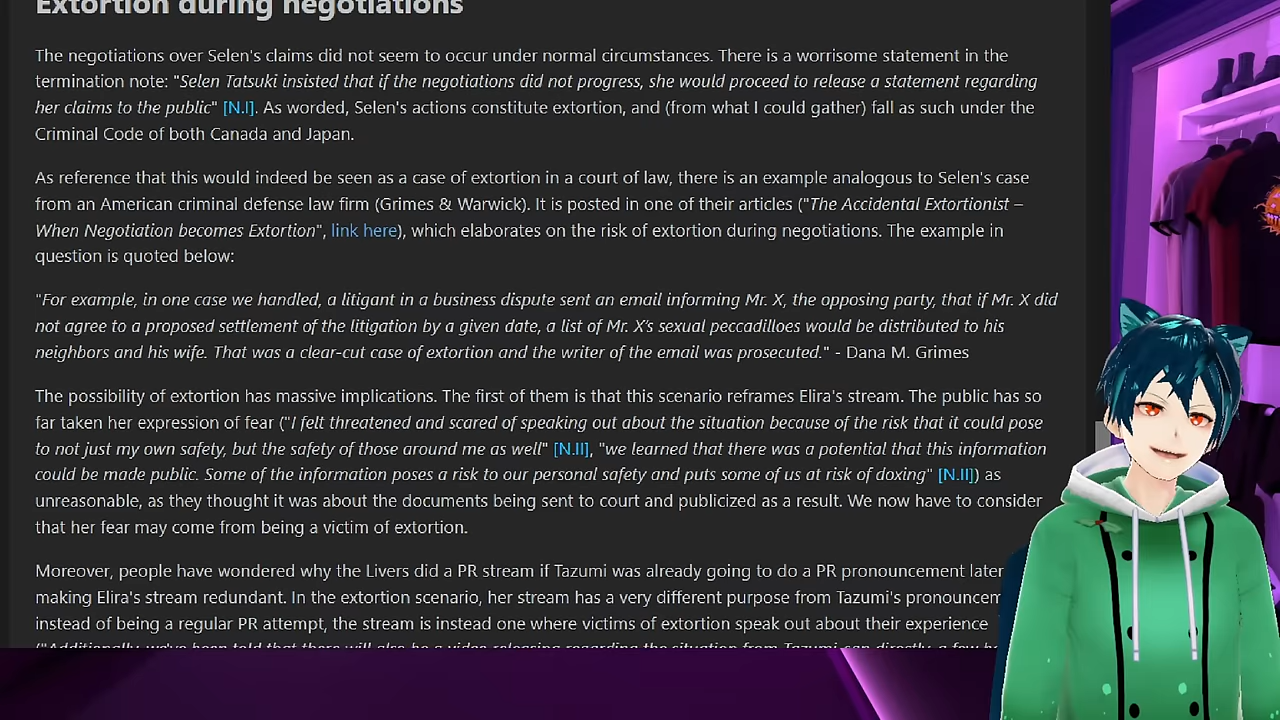 Extortion during negotiations
The negotiations over Selen's claims did not seem to occur under normal circumstances. There is a worrisome statement in the
termination note: "Selen Tatsuki insisted that if the negotiations did not progress, she would proceed to release a statement regarding
her claims to the public" [N.I]. As worded, Selen's actions constitute extortion, and (from what I could gather) fall as such under the
Criminal Code of both Canada and Japan.
As reference that this would indeed be seen as a case of extortion in a court of law, there is an example analogous to Selen's case
from an American criminal defense law firm (Grimes & Warwick). It is posted in one of their articles ("The Accidental Extortionist –
When Negotiation becomes Extortion", link here), which elaborates on the risk of extortion during negotiations. The example in
question is quoted below:
"For example, in one case we handled, a litigant in a business dispute sent an email informing Mr. X, the opposing party, that if Mr. X did
not agree to a proposed settlement of the litigation by a given date, a list of Mr. X's sexual peccadilloes would be distributed to his
neighbors and his wife. That was a clear-cut case of extortion and the writer of the email was prosecuted." - Dana M. Grimes
The possibility of extortion has massive implications. The first of them is that this scenario reframes Elira's stream. The public has so
far taken her expression of fear ("I felt threatened and scared of speaking out about the situation because of the risk that it could pose
to not just my own safety, but the safety of those around me as well" [N.II], "we learned that there was a potential that this information
could be made public. Some of the information poses a risk to our personal safety and puts some of us at risk of doxing" [N.II]) as
unreasonable, as they thought it was about the documents being sent to court and publicized as a result. We now have to consider
that her fear may come from being a victim of extortion.
Moreover, people have wondered why the Livers did a PR stream if Tazumi was already going to do a PR pronouncement later
making Elira's stream redundant. In the extortion scenario, her stream has a very different purpose from Tazumi's pronouncem
instead of being a regular PR attempt, the stream is instead one where victims of extortion speak out about their experience
("Additionally, we've been told that there will also be a video releasing regarding the situation from Tazumi-san directly, a few